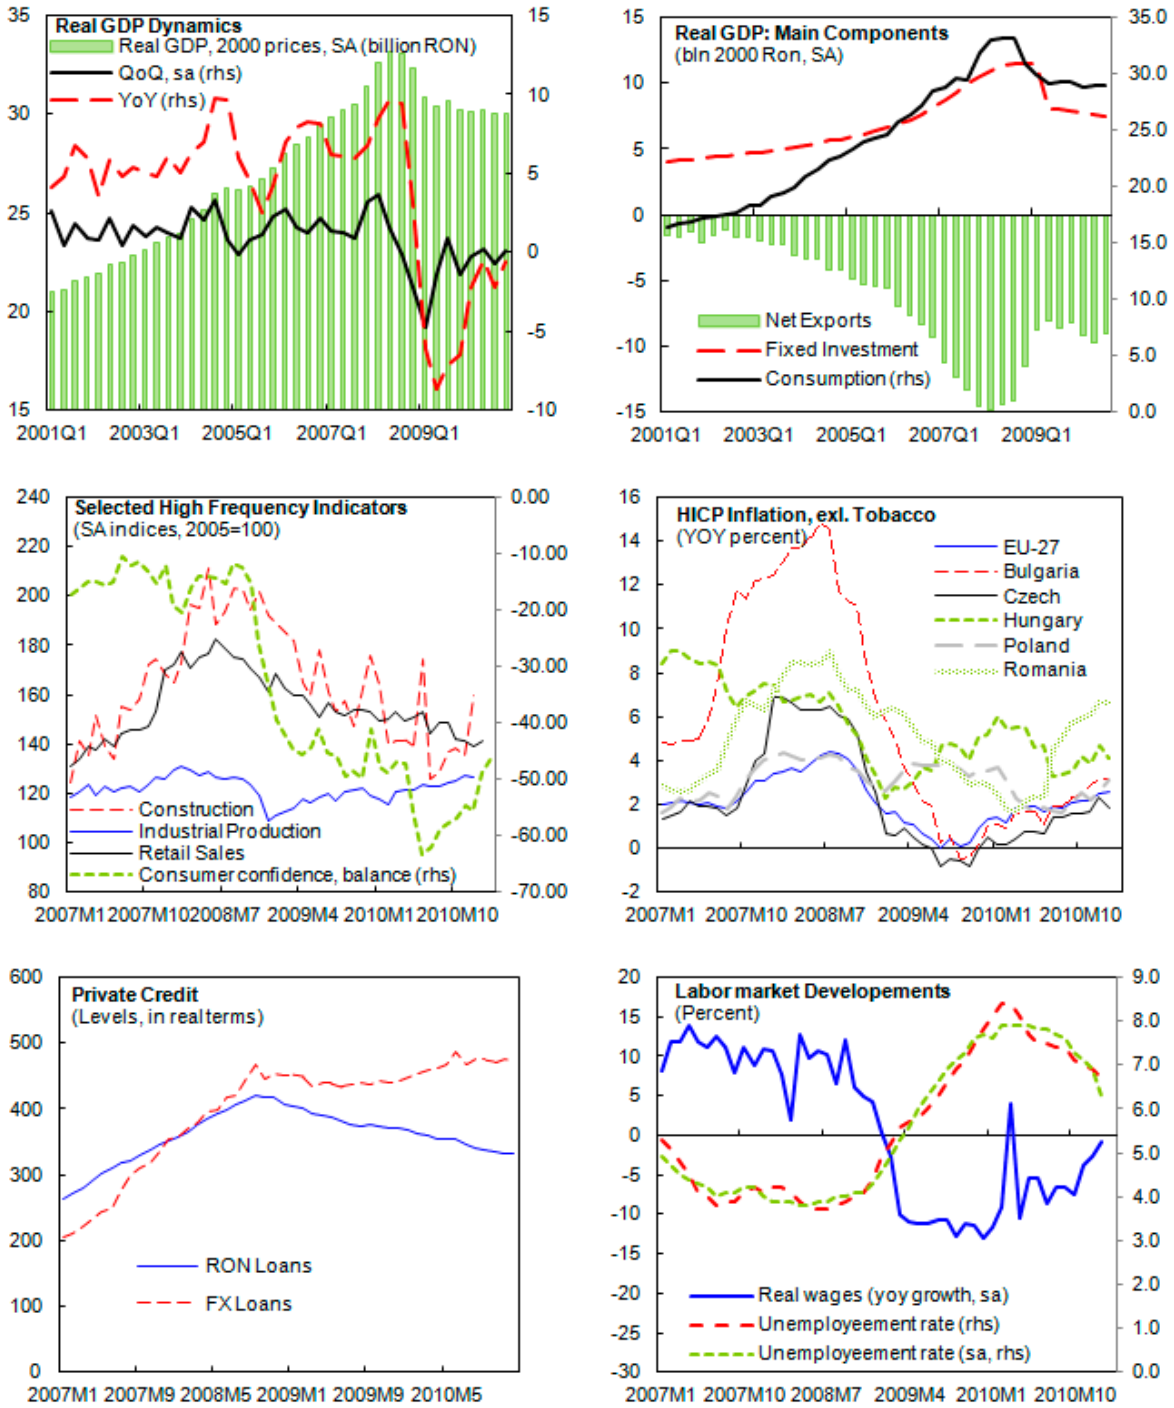 Real GDP Dynamics
Real GDP, 2000 prices, SA (billion RON)
QoQ, sa (rhs)
YoY (rhs)
35
30
25
20
15
15
10
5
0
-5
-10
2001Q1 2003Q1 2005Q1 2007Q1 2009Q1
Real GDP: Main Components
(bln 2000 Ron, SA)
15
10
5
0
-5
-10
-15
35.0
30.0
25.0
20.0
15.0
10.0
5.0
0.0
Net Exports
Fixed Investment
Consumption (rhs)
2001Q1 2003Q1 2005Q1 2007Q1 2009Q1
Selected High Frequency Indicators
(SA indices, 2005=100)
240
220
200
180
160
140
120
100
80
0.00
-10.00
-20.00
-30.00
-40.00
-50.00
-60.00
-70.00
Construction
Industrial Production
Retail Sales
Consumer confidence, balance (rhs)
2007M1 2007M10 2008M7 2009M4 2010M1 2010M10
HICP Inflation, exl. Tobacco
(YOY percent)
16
14
12
10
8
6
4
2
0
-2
EU-27
Bulgaria
Czech
Hungary
Poland
Romania
2007M1 2007M10 2008M7 2009M4 2010M1 2010M10
Private Credit
(Levels, in real terms)
600
500
400
300
200
100
0
RON Loans
FX Loans
2007M1 2007M9 2008M5 2009M1 2009M9 2010M5
Labor market Developements
(Percent)
20
15
10
5
0
-5
-10
-15
-20
-25
-30
9.0
8.0
7.0
6.0
5.0
4.0
3.0
2.0
1.0
0.0
Real wages (yoy growth, sa)
Unemployeement rate (rhs)
Unemployeement rate (sa, rhs)
2007M1 2007M10 2008M7 2009M4 2010M1 2010M10